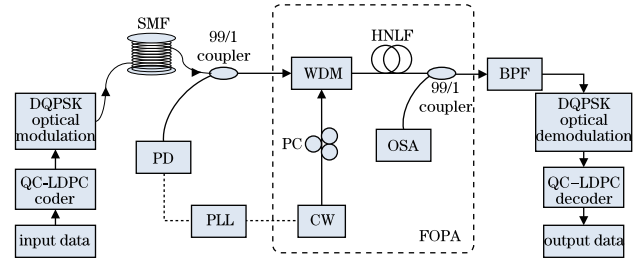 SMF
99/1
coupler
HNLF
WDM
99/1
coupler
BPF
DQPSK
optical
modulation
DQPSK
optical
demodulation
PD
PC
OSA
QC-LDPC
coder
QC-LDPC
decoder
PLL
CW
FOPA
input data
output data